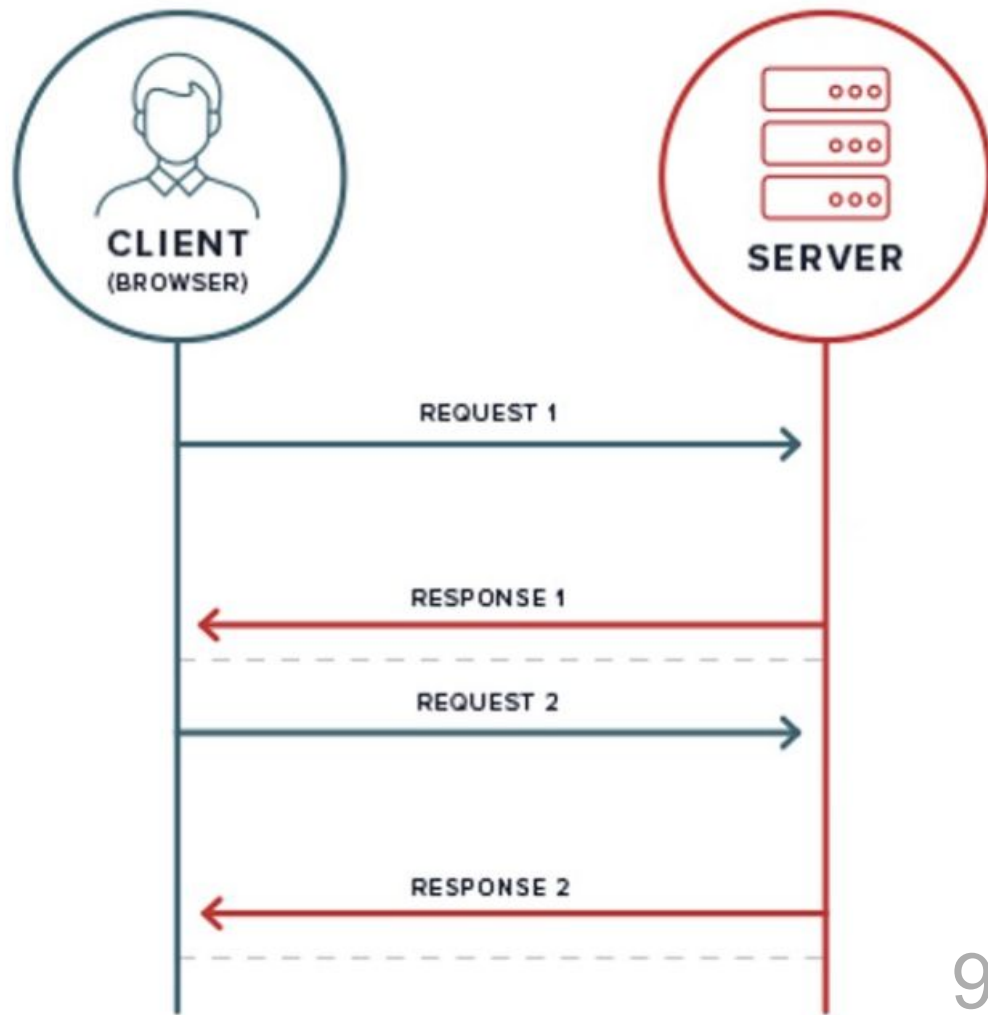 CLIENT
(BROWSER)
SERVER
REQUEST 1
RESPONSE 1
REQUEST 2
RESPONSE 2
9